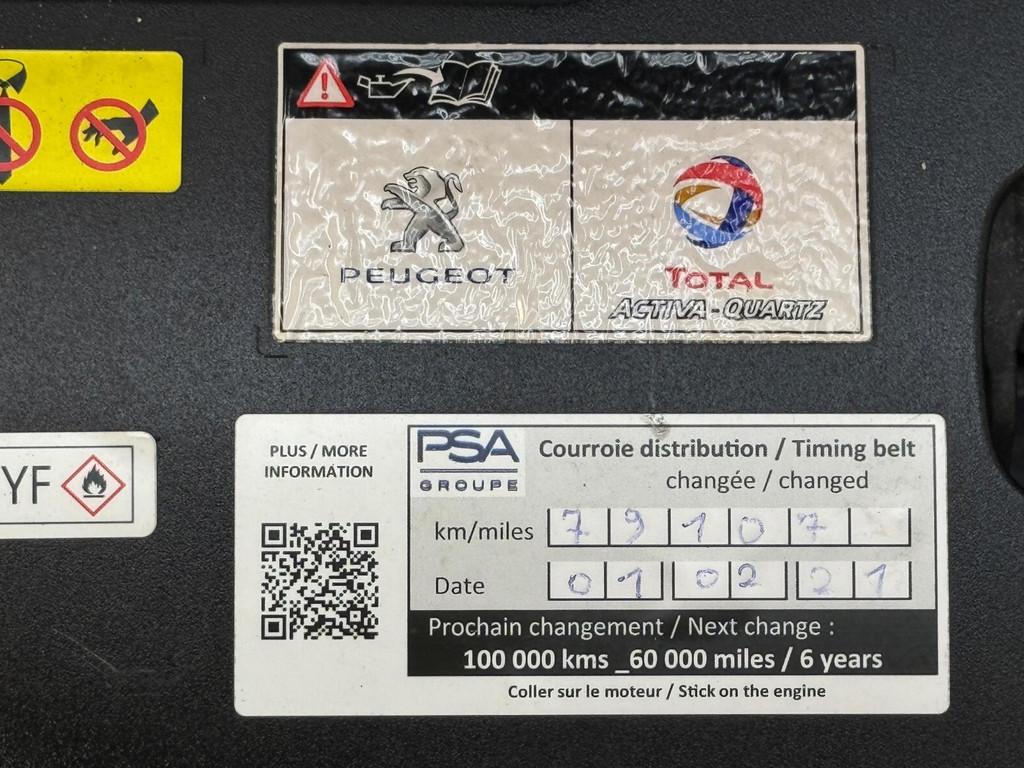 PEUGEOT
TOTAL
ACTIVA-QUARTZ
YF
PLUS / MORE
INFORMATION
PSA
GROUPE
Courroie distribution / Timing belt
changée / changed
km/miles 7 9 1 0 7
Date 0 1 0 2 2 1
Prochain changement / Next change :
100 000 kms _60 000 miles / 6 years
Coller sur le moteur / Stick on the engine